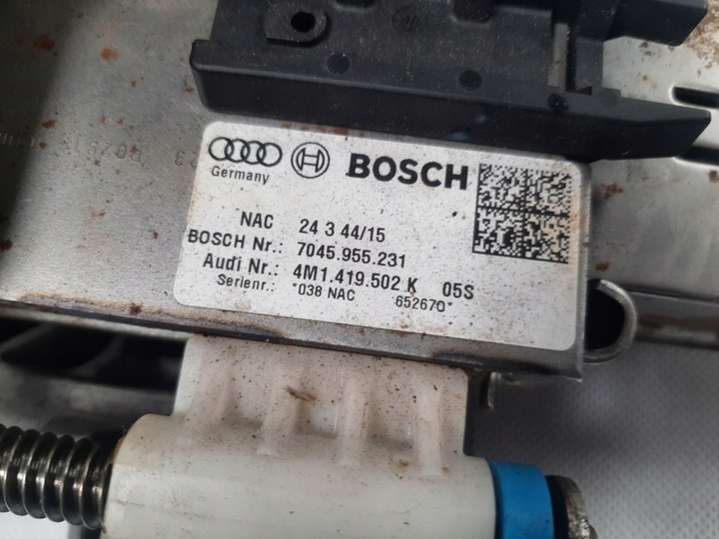 BOSCH
Germany
NAC 24 3 44/15
BOSCH Nr.: 7045.955.231
Audi Nr.: 4M1.419.502 K 05S
Serienr.: *038 NAC 652670*